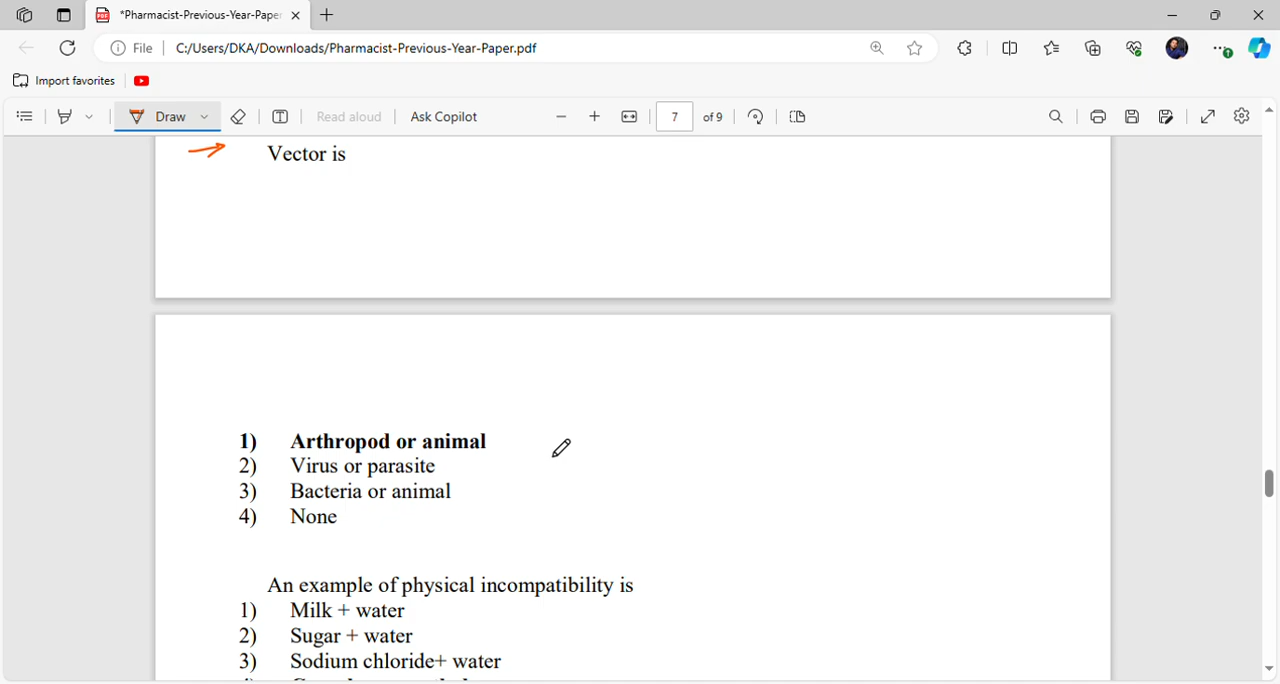 *Pharmacist-Previous-Year-Paper
File
C:/Users/DKA/Downloads/Pharmacist-Previous-Year-Paper.pdf
Import favorites
Draw
Read aloud
Ask Copilot
7
of 9
Vector is
1) Arthropod or animal
2) Virus or parasite
3) Bacteria or animal
4) None
An example of physical incompatibility is
1) Milk + water
2) Sugar + water
3) Sodium chloride+ water